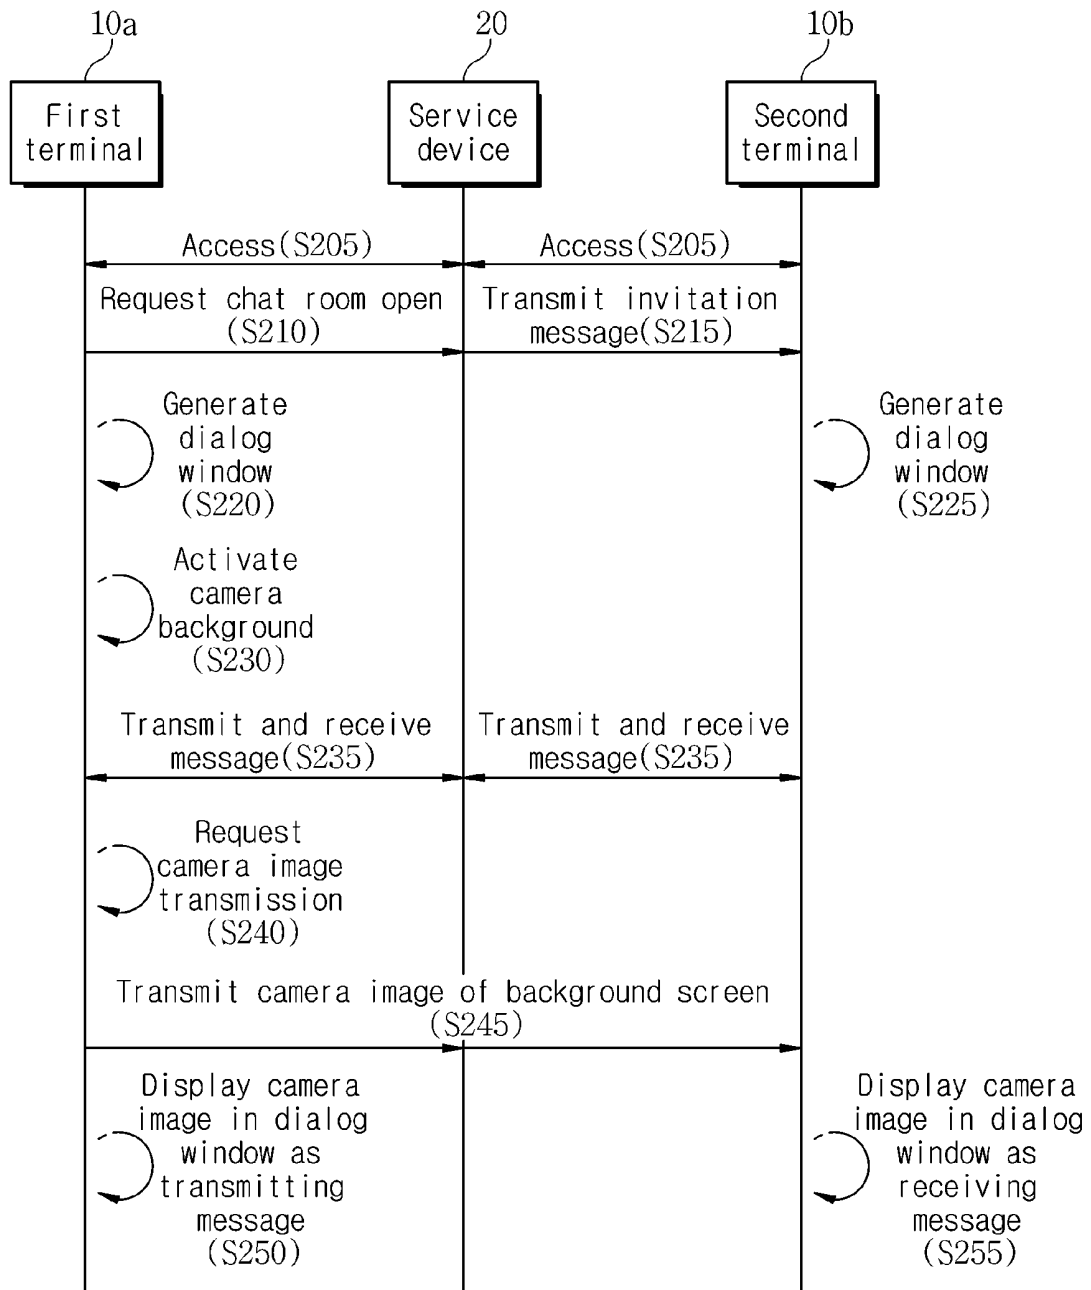 10a
20
10b
First
terminal
Service
device
Second
terminal
Access(S205)
Access(S205)
Request chat room open
(S210)
Transmit invitation
message(S215)
Generate
dialog
window
(S220)
Generate
dialog
window
(S225)
Activate
camera
background
(S230)
Transmit and receive
message(S235)
Transmit and receive
message(S235)
Request
camera image
transmission
(S240)
Transmit camera image of background screen
(S245)
Display camera
image in dialog
window as
transmitting
message
(S250)
Display camera
image in dialog
window as
receiving
message
(S255)